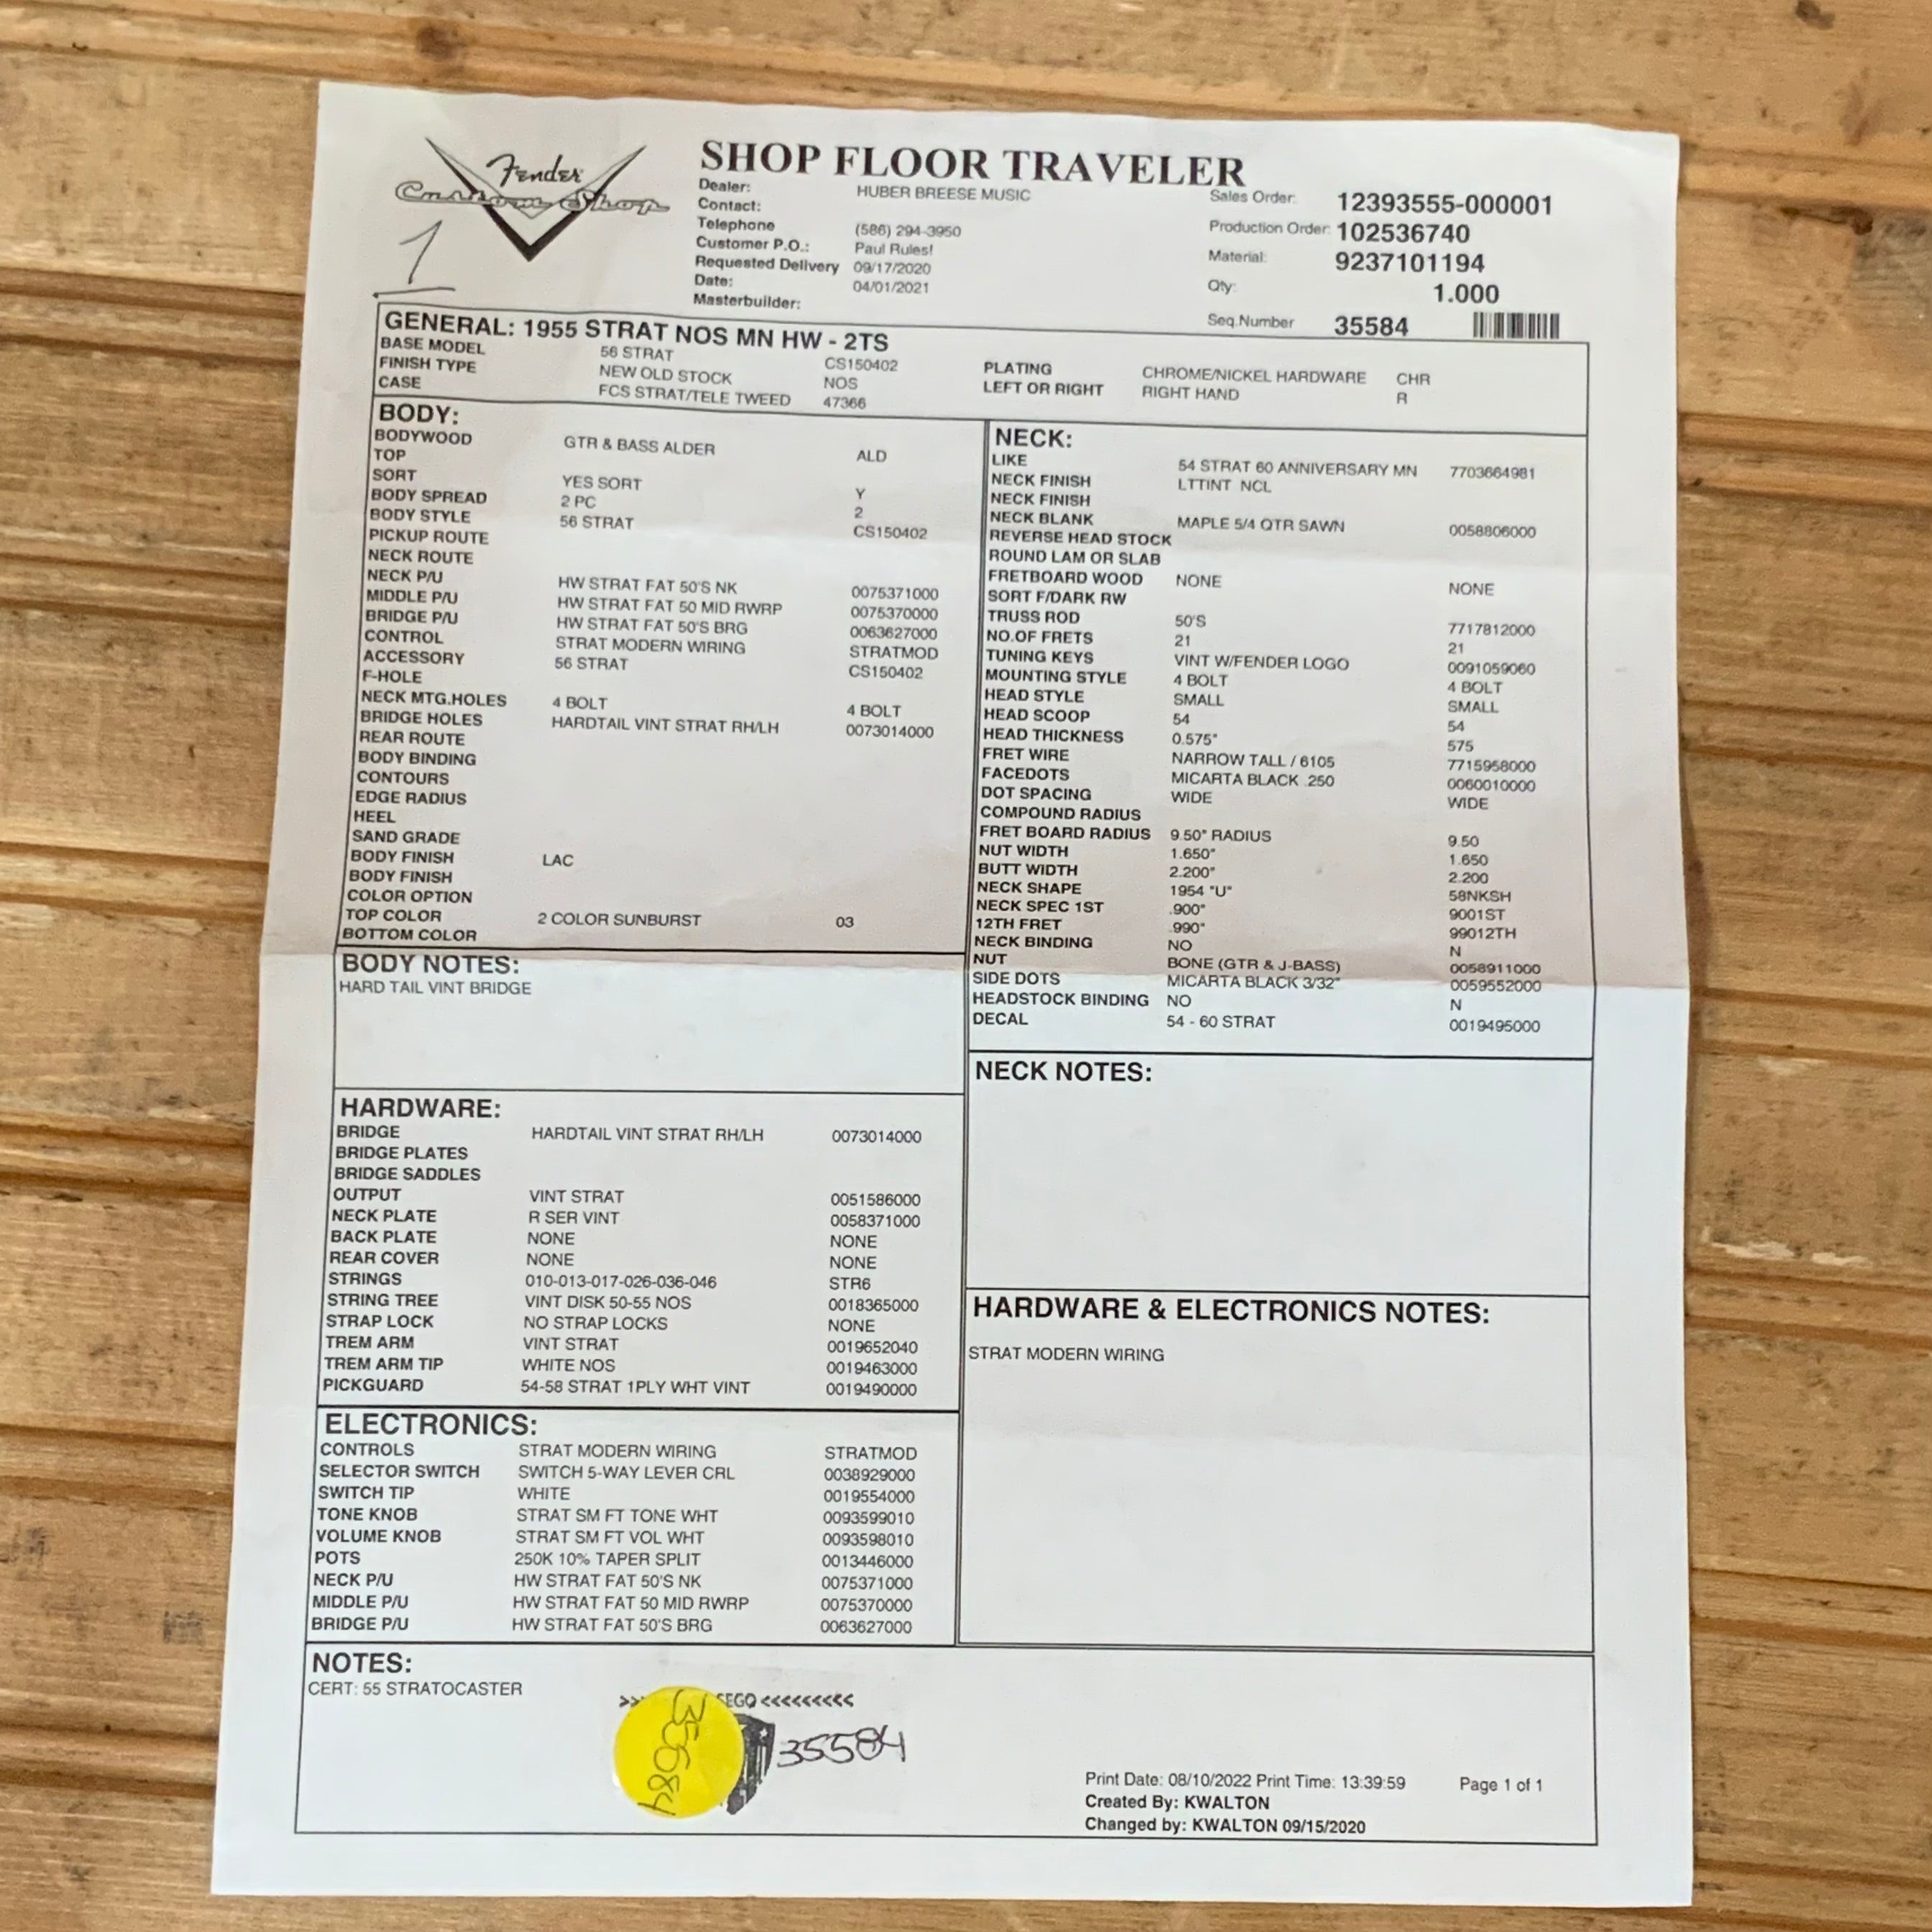 Fender
Custom Shop
1
SHOP FLOOR TRAVELER
Dealer: HUBER BREESE MUSIC
Contact:
Telephone (586) 294-3950
Customer P.O.: Paul Rules!
Requested Delivery 09/17/2020
Date: 04/01/2021
Masterbuilder:
Sales Order: 12393555-000001
Production Order: 102536740
Material: 9237101194
Qty: 1.000
Seq.Number 35584
GENERAL: 1955 STRAT NOS MN HW - 2TS
BASE MODEL 56 STRAT CS150402
FINISH TYPE NEW OLD STOCK NOS
CASE FCS STRAT/TELE TWEED 47366
PLATING CHROME/NICKEL HARDWARE CHR
LEFT OR RIGHT RIGHT HAND R
BODY:
BODYWOOD GTR & BASS ALDER ALD
TOP
SORT YES SORT Y
BODY SPREAD 2 PC 2
BODY STYLE 56 STRAT CS150402
PICKUP ROUTE
NECK ROUTE
NECK P/U HW STRAT FAT 50'S NK 0075371000
MIDDLE P/U HW STRAT FAT 50 MID RWRP 0075370000
BRIDGE P/U HW STRAT FAT 50'S BRG 0063627000
CONTROL STRAT MODERN WIRING STRATMOD
ACCESSORY 56 STRAT CS150402
F-HOLE
NECK MTG.HOLES 4 BOLT 4 BOLT
BRIDGE HOLES HARDTAIL VINT STRAT RH/LH 0073014000
REAR ROUTE
BODY BINDING
CONTOURS
EDGE RADIUS
HEEL
SAND GRADE
BODY FINISH LAC
BODY FINISH
COLOR OPTION
TOP COLOR 2 COLOR SUNBURST 03
BOTTOM COLOR
BODY NOTES:
HARD TAIL VINT BRIDGE
HARDWARE:
BRIDGE HARDTAIL VINT STRAT RH/LH 0073014000
BRIDGE PLATES
BRIDGE SADDLES
OUTPUT VINT STRAT 0051586000
NECK PLATE R SER VINT 0058371000
BACK PLATE NONE NONE
REAR COVER NONE NONE
STRINGS 010-013-017-026-036-046 STR6
STRING TREE VINT DISK 50-55 NOS 0018365000
STRAP LOCK NO STRAP LOCKS NONE
TREM ARM VINT STRAT 0019652040
TREM ARM TIP WHITE NOS 0019463000
PICKGUARD 54-58 STRAT 1PLY WHT VINT 0019490000
ELECTRONICS:
CONTROLS STRAT MODERN WIRING STRATMOD
SELECTOR SWITCH SWITCH 5-WAY LEVER CRL 0038929000
SWITCH TIP WHITE 0019554000
TONE KNOB STRAT SM FT TONE WHT 0093599010
VOLUME KNOB STRAT SM FT VOL WHT 0093598010
POTS 250K 10% TAPER SPLIT 0013446000
NECK P/U HW STRAT FAT 50'S NK 0075371000
MIDDLE P/U HW STRAT FAT 50 MID RWRP 0075370000
BRIDGE P/U HW STRAT FAT 50'S BRG 0063627000
NECK:
LIKE 54 STRAT 60 ANNIVERSARY MN 7703664981
NECK FINISH LTTINT NCL
NECK FINISH
NECK BLANK MAPLE 5/4 QTR SAWN 0058806000
REVERSE HEAD STOCK
ROUND LAM OR SLAB
FRETBOARD WOOD NONE NONE
SORT F/DARK RW
TRUSS ROD 50'S 7717812000
NO.OF FRETS 21 21
TUNING KEYS VINT W/FENDER LOGO 0091059060
MOUNTING STYLE 4 BOLT 4 BOLT
HEAD STYLE SMALL SMALL
HEAD SCOOP 54 54
HEAD THICKNESS 0.575" 575
FRET WIRE NARROW TALL / 6105 7715958000
FACEDOTS MICARTA BLACK .250 0060010000
DOT SPACING WIDE WIDE
COMPOUND RADIUS
FRET BOARD RADIUS 9.50" RADIUS 9.50
NUT WIDTH 1.650" 1.650
BUTT WIDTH 2.200" 2.200
NECK SHAPE 1954 "U" 58NKSH
NECK SPEC 1ST .900" 9001ST
12TH FRET .990" 99012TH
NECK BINDING NO N
NUT BONE (GTR & J-BASS) 0058911000
SIDE DOTS MICARTA BLACK 3/32" 0059552000
HEADSTOCK BINDING NO N
DECAL 54 - 60 STRAT 0019495000
NECK NOTES:
HARDWARE & ELECTRONICS NOTES:
STRAT MODERN WIRING
NOTES:
CERT: 55 STRATOCASTER
<<<<<<<<<
35584
Print Date: 08/10/2022 Print Time: 13:39:59 Page 1 of 1
Created By: KWALTON
Changed by: KWALTON 09/15/2020